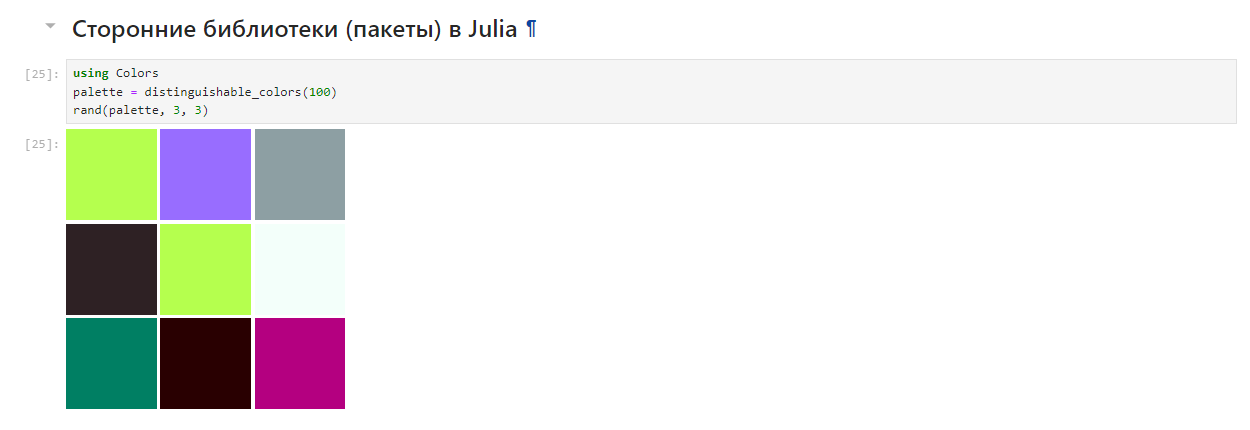 Сторонние библиотеки (пакеты) в Julia ¶
[25]:
using Colors
palette = distinguishable_colors(100)
rand(palette, 3, 3)
[25]: